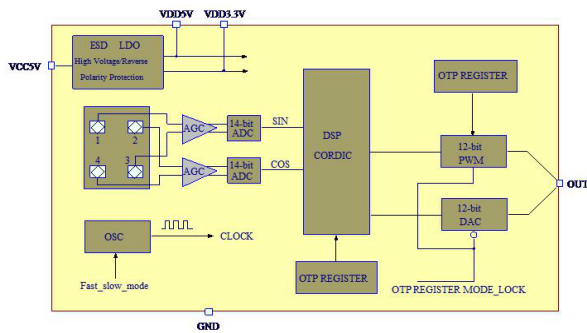 VDD5V
VDD3.3V
VCC5V
ESD LDO
High Voltage/Reverse
Polarity Protection
OTP REGISTER
1
2
4
3
AGC
AGC
14-bit
ADC
14-bit
ADC
SIN
COS
DSP
CORDIC
12-bit
PWM
12-bit
DAC
OUT
OSC
CLOCK
Fast_slow_mode
OTP REGISTER
OTP REGISTER MODE_LOCK
GND